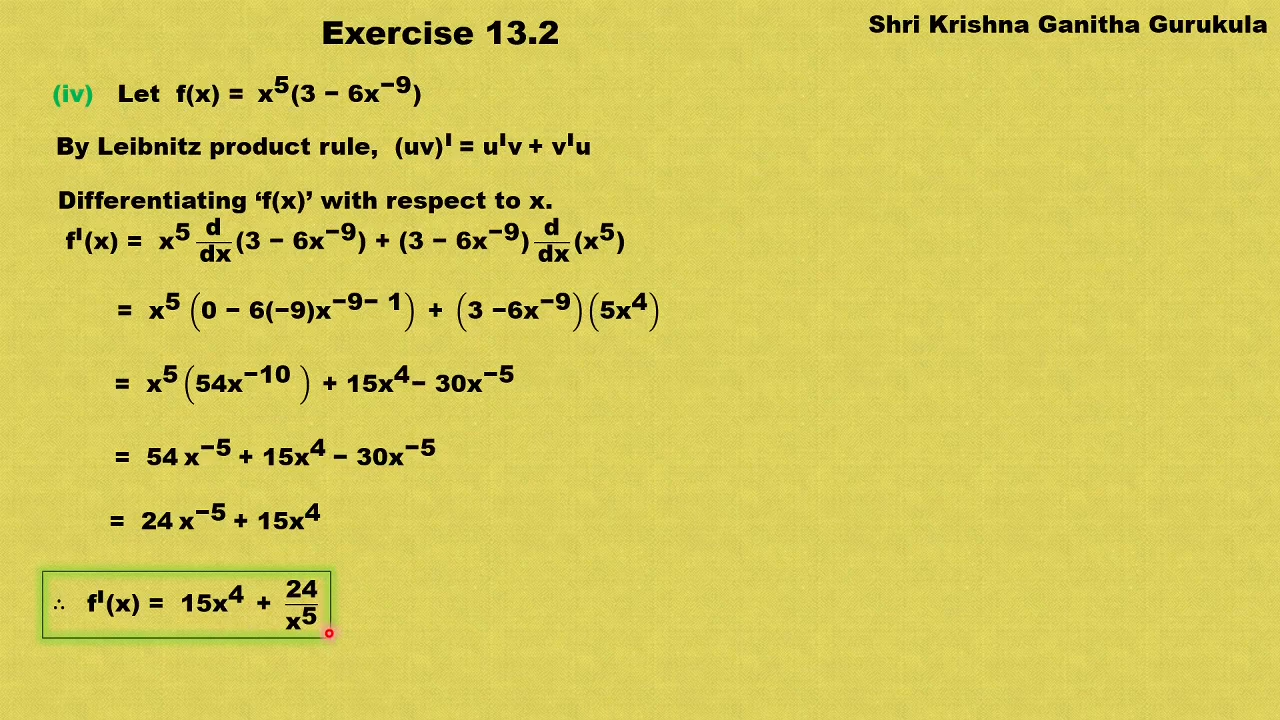 Exercise 13.2
Shri Krishna Ganitha Gurukula
(iv) Let f(x) = x⁵(3 − 6x⁻⁹)
By Leibnitz product rule, (uv)ᴵ = uᴵv + vᴵu
Differentiating ‘f(x)’ with respect to x.
fᴵ(x) = x⁵ d/dx (3 − 6x⁻⁹) + (3 − 6x⁻⁹) d/dx (x⁵)
= x⁵ (0 − 6(−9)x⁻⁹⁻ ¹) + (3 −6x⁻⁹)(5x⁴)
= x⁵ (54x⁻¹⁰ ) + 15x⁴− 30x⁻⁵
= 54 x⁻⁵ + 15x⁴ − 30x⁻⁵
= 24 x⁻⁵ + 15x⁴
∴ fᴵ(x) = 15x⁴ + 24/x⁵